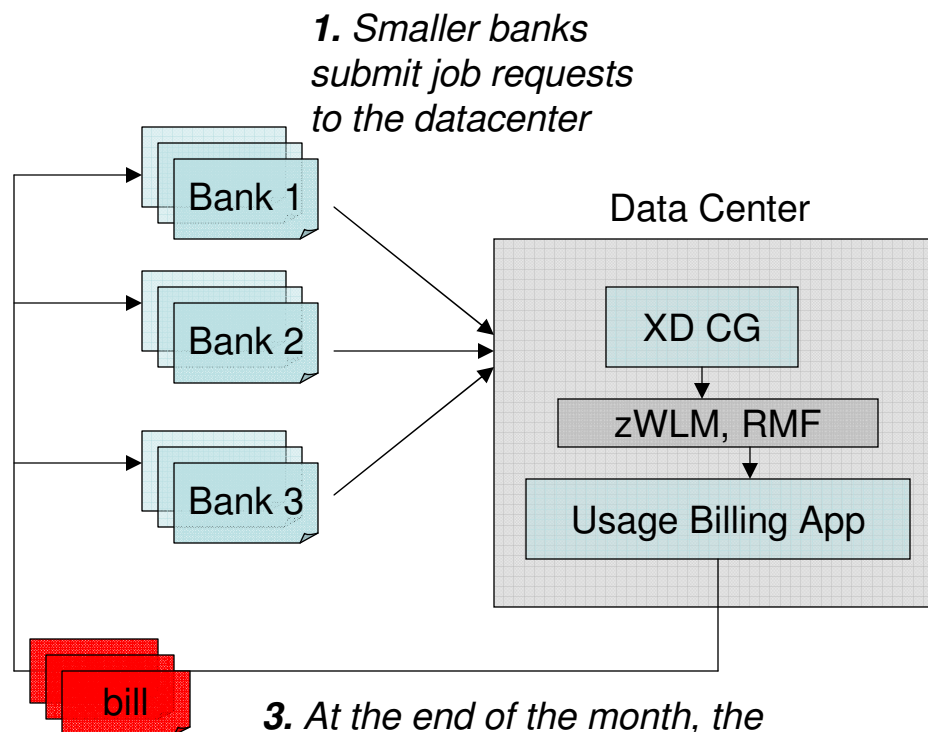 1. Smaller banks
submit job requests
to the datacenter
Bank 1
Bank 2
Bank 3
Data Center
XD CG
zWLM, RMF
Usage Billing App
bill
3. At the end of the month, the